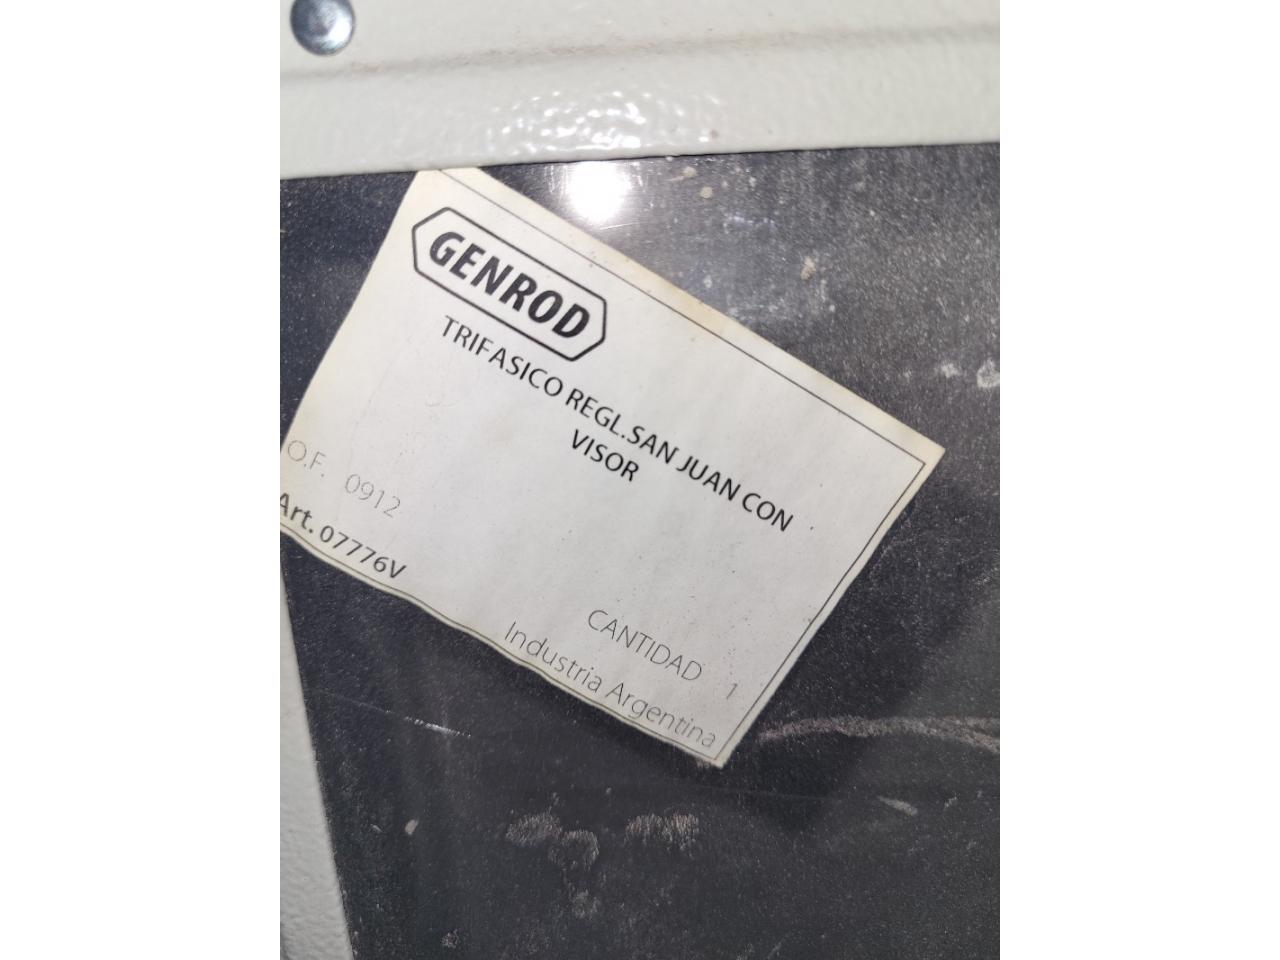 GENROD
TRIFASICO REGL.SAN JUAN CON
VISOR
O.F. 0912
Art. 07776V
CANTIDAD 1
Industria Argentina